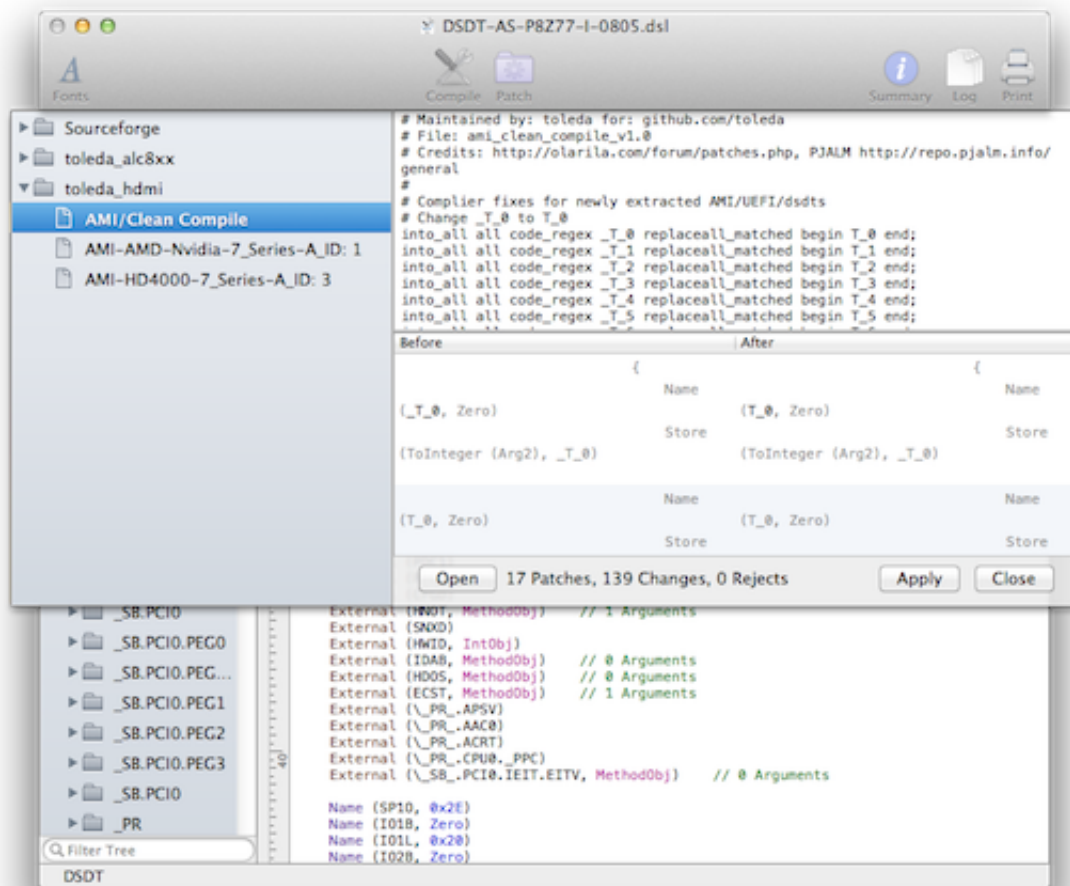 DSDT-AS-P8Z77-I-0805.dsl
A
Fonts
Compile Patch
i
Summary Log Print
Sourceforge
toleda_alc8xx
toleda_hdmi
AMI/Clean Compile
AMI-AMD-Nvidia-7_Series-A_ID: 1
AMI-HD4000-7_Series-A_ID: 3
# Maintained by: toleda for: github.com/toleda
# File: ami_clean_compile_v1.0
# Credits: http://olarila.com/forum/patches.php, PJALM http://repo.pjalm.info/
general
#
# Complier fixes for newly extracted AMI/UEFI/dsdts
# Change _T_0 to T_0
into_all all code_regex _T_0 replaceall_matched begin T_0 end;
into_all all code_regex _T_1 replaceall_matched begin T_1 end;
into_all all code_regex _T_2 replaceall_matched begin T_2 end;
into_all all code_regex _T_3 replaceall_matched begin T_3 end;
into_all all code_regex _T_4 replaceall_matched begin T_4 end;
into_all all code_regex _T_5 replaceall_matched begin T_5 end;
Before After
{ {
Name Name
(_T_0, Zero) (T_0, Zero)
Store Store
(ToInteger (Arg2), _T_0) (ToInteger (Arg2), _T_0)
Name Name
(T_0, Zero) (T_0, Zero)
Store Store
Open 17 Patches, 139 Changes, 0 Rejects Apply Close
_SB.PCI0
_SB.PCI0.PEG0
_SB.PCI0.PEG...
_SB.PCI0.PEG1
_SB.PCI0.PEG2
_SB.PCI0.PEG3
_SB.PCI0
_PR
Filter Tree
DSDT
40
External (HNOT, MethodObj) // 1 Arguments
External (SNXD)
External (HWID, IntObj)
External (IDAB, MethodObj) // 0 Arguments
External (HDOS, MethodObj) // 0 Arguments
External (ECST, MethodObj) // 1 Arguments
External (\_PR_.APSV)
External (\_PR_.AAC0)
External (\_PR_.ACRT)
External (\_PR_.CPU0._PPC)
External (\_SB_.PCI0.IEIT.EITV, MethodObj) // 0 Arguments
Name (SP1O, 0x2E)
Name (IO1B, Zero)
Name (IO1L, 0x20)
Name (IO2B, Zero)